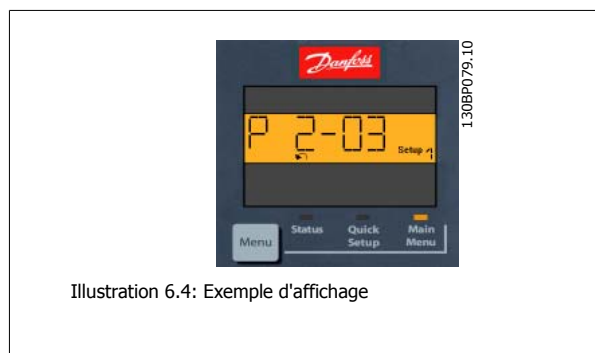 Danfoss
130BP079.10
P 2-03
Setup 1
Menu
Status
Quick Setup
Main Menu
Illustration 6.4: Exemple d'affichage